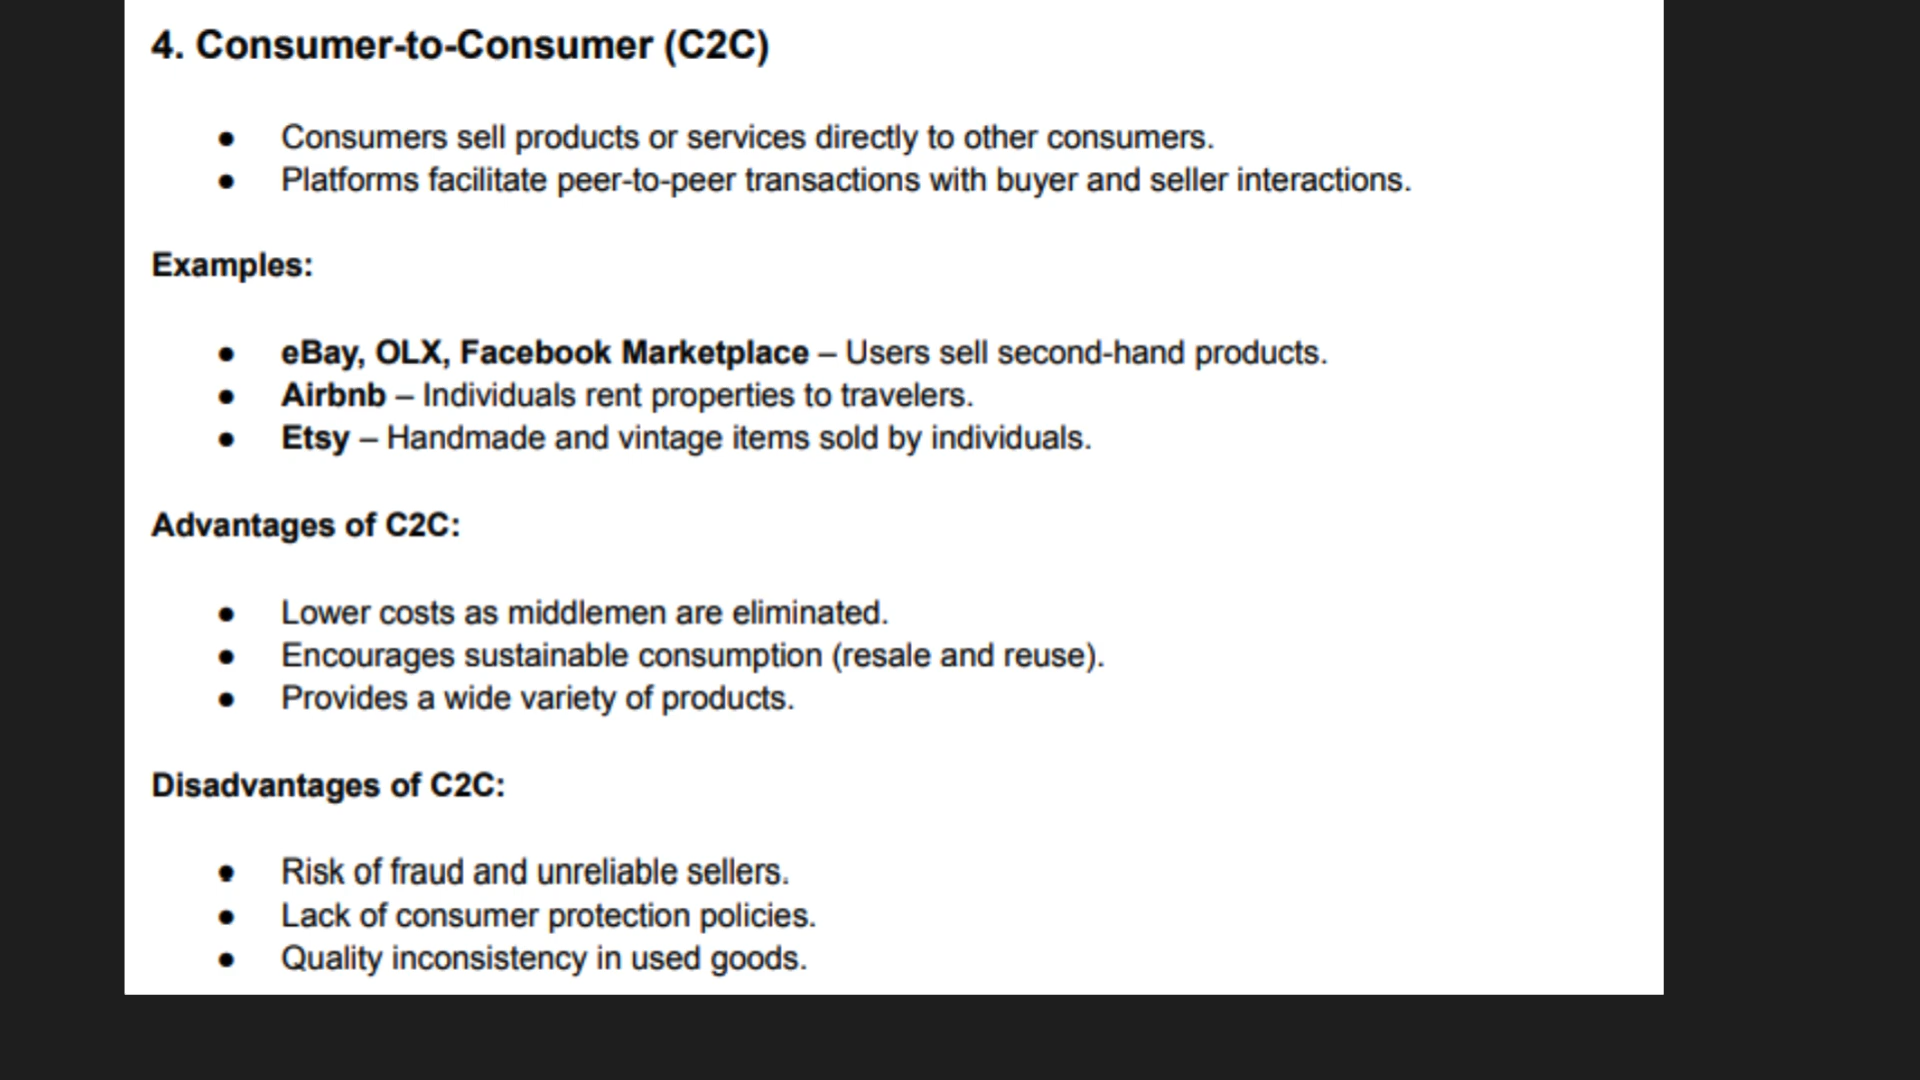 4. Consumer-to-Consumer (C2C)
● Consumers sell products or services directly to other consumers.
● Platforms facilitate peer-to-peer transactions with buyer and seller interactions.
Examples:
● eBay, OLX, Facebook Marketplace – Users sell second-hand products.
● Airbnb – Individuals rent properties to travelers.
● Etsy – Handmade and vintage items sold by individuals.
Advantages of C2C:
● Lower costs as middlemen are eliminated.
● Encourages sustainable consumption (resale and reuse).
● Provides a wide variety of products.
Disadvantages of C2C:
● Risk of fraud and unreliable sellers.
● Lack of consumer protection policies.
● Quality inconsistency in used goods.